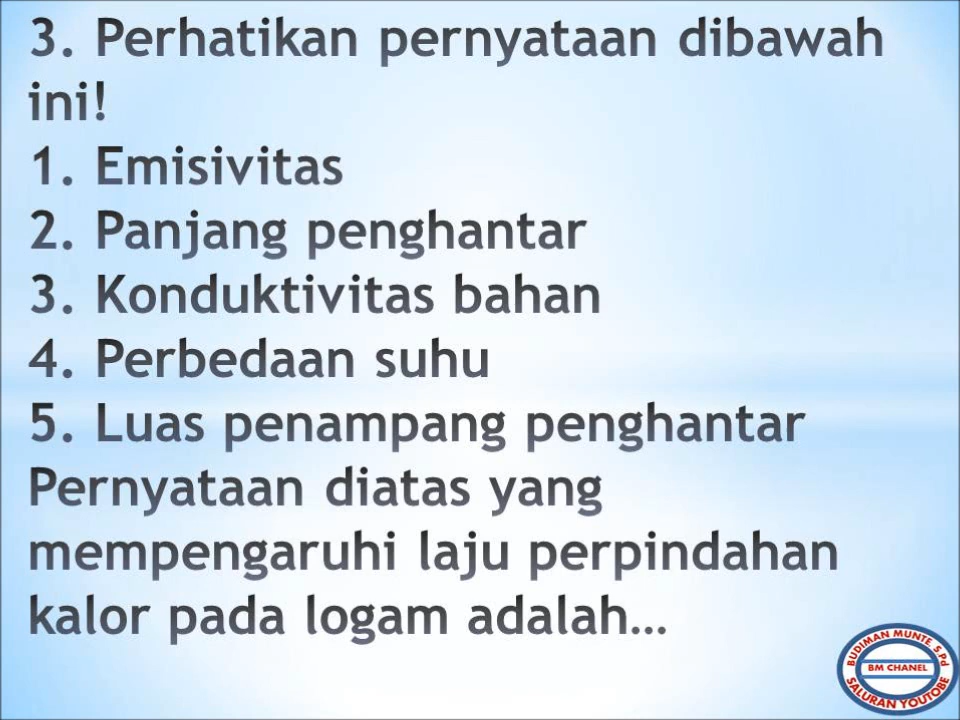 3. Perhatikan pernyataan dibawah
ini!
1. Emisivitas
2. Panjang penghantar
3. Konduktivitas bahan
4. Perbedaan suhu
5. Luas penampang penghantar
Pernyataan diatas yang
mempengaruhi laju perpindahan
kalor pada logam adalah...
BUDIMAN MUNTE, S.Pd
BM CHANEL
SALURAN YOUTOBE